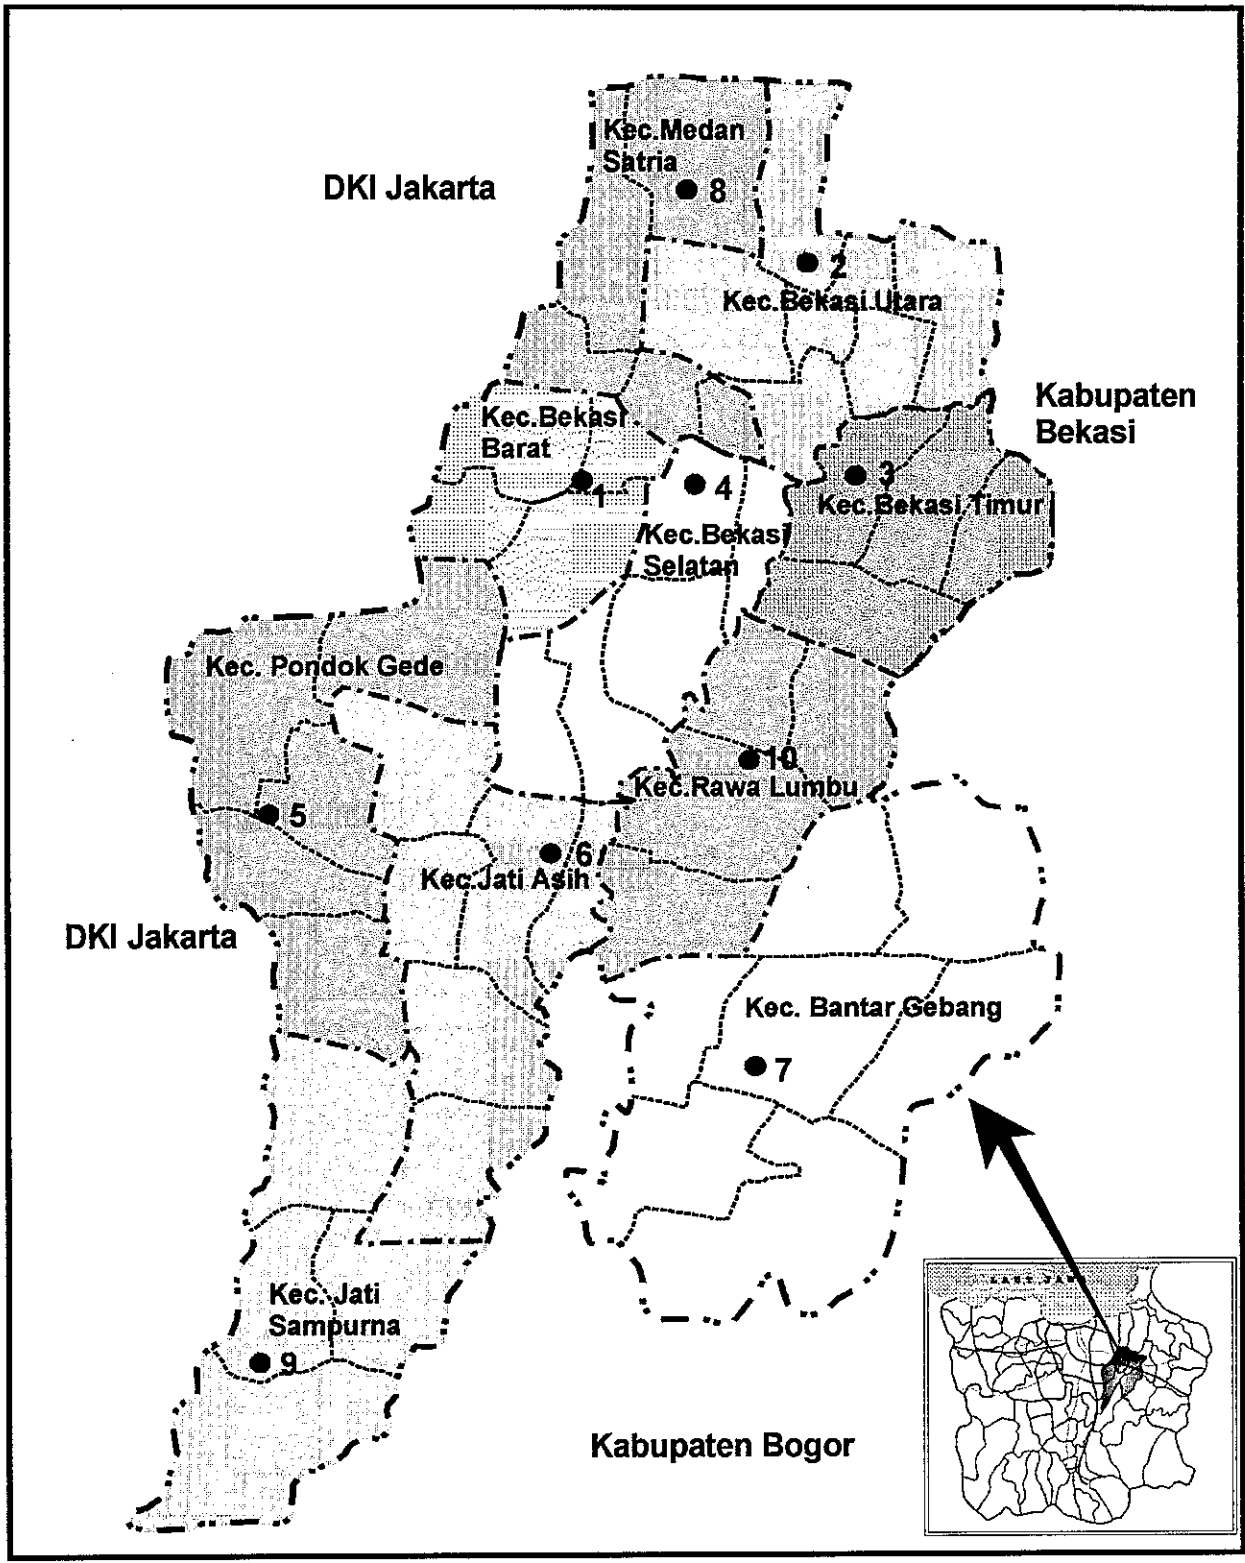 Kec.Medan
Satria
DKI Jakarta
8
2
Kec.Bekasi Utara
Kabupaten
Bekasi
Kec.Bekasi
Barat
1
4
3
Kec.Bekasi Timur
Kec.Bekasi
Selatan
Kec. Pondok Gede
10
Kec.Rawa Lumbu
5
6
Kec.Jati Asih
DKI Jakarta
Kec. Bantar Gebang
7
Kec. Jati
Sampurna
9
Kabupaten Bogor